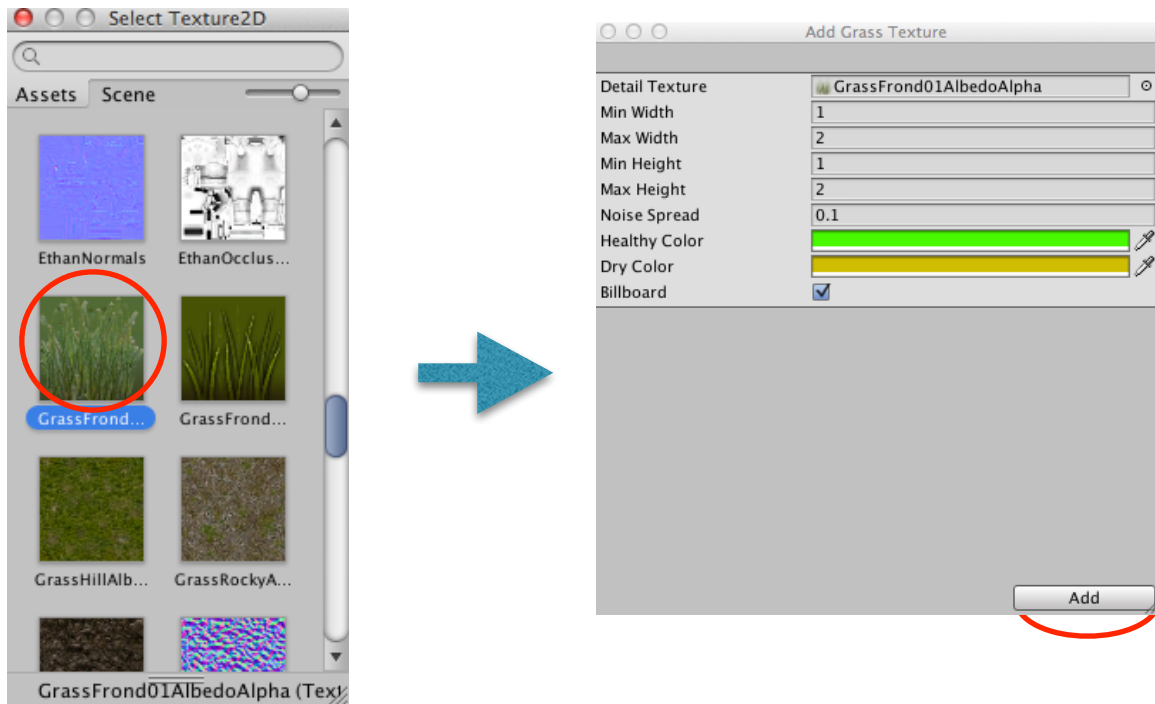 Select Texture2D
Assets Scene
EthanNormals EthanOcclus...
GrassFrond... GrassFrond...
GrassHillAlb... GrassRockyA...
GrassFrond01AlbedoAlpha (Text
Add Grass Texture
Detail Texture GrassFrond01AlbedoAlpha
Min Width 1
Max Width 2
Min Height 1
Max Height 2
Noise Spread 0.1
Healthy Color
Dry Color
Billboard
Add